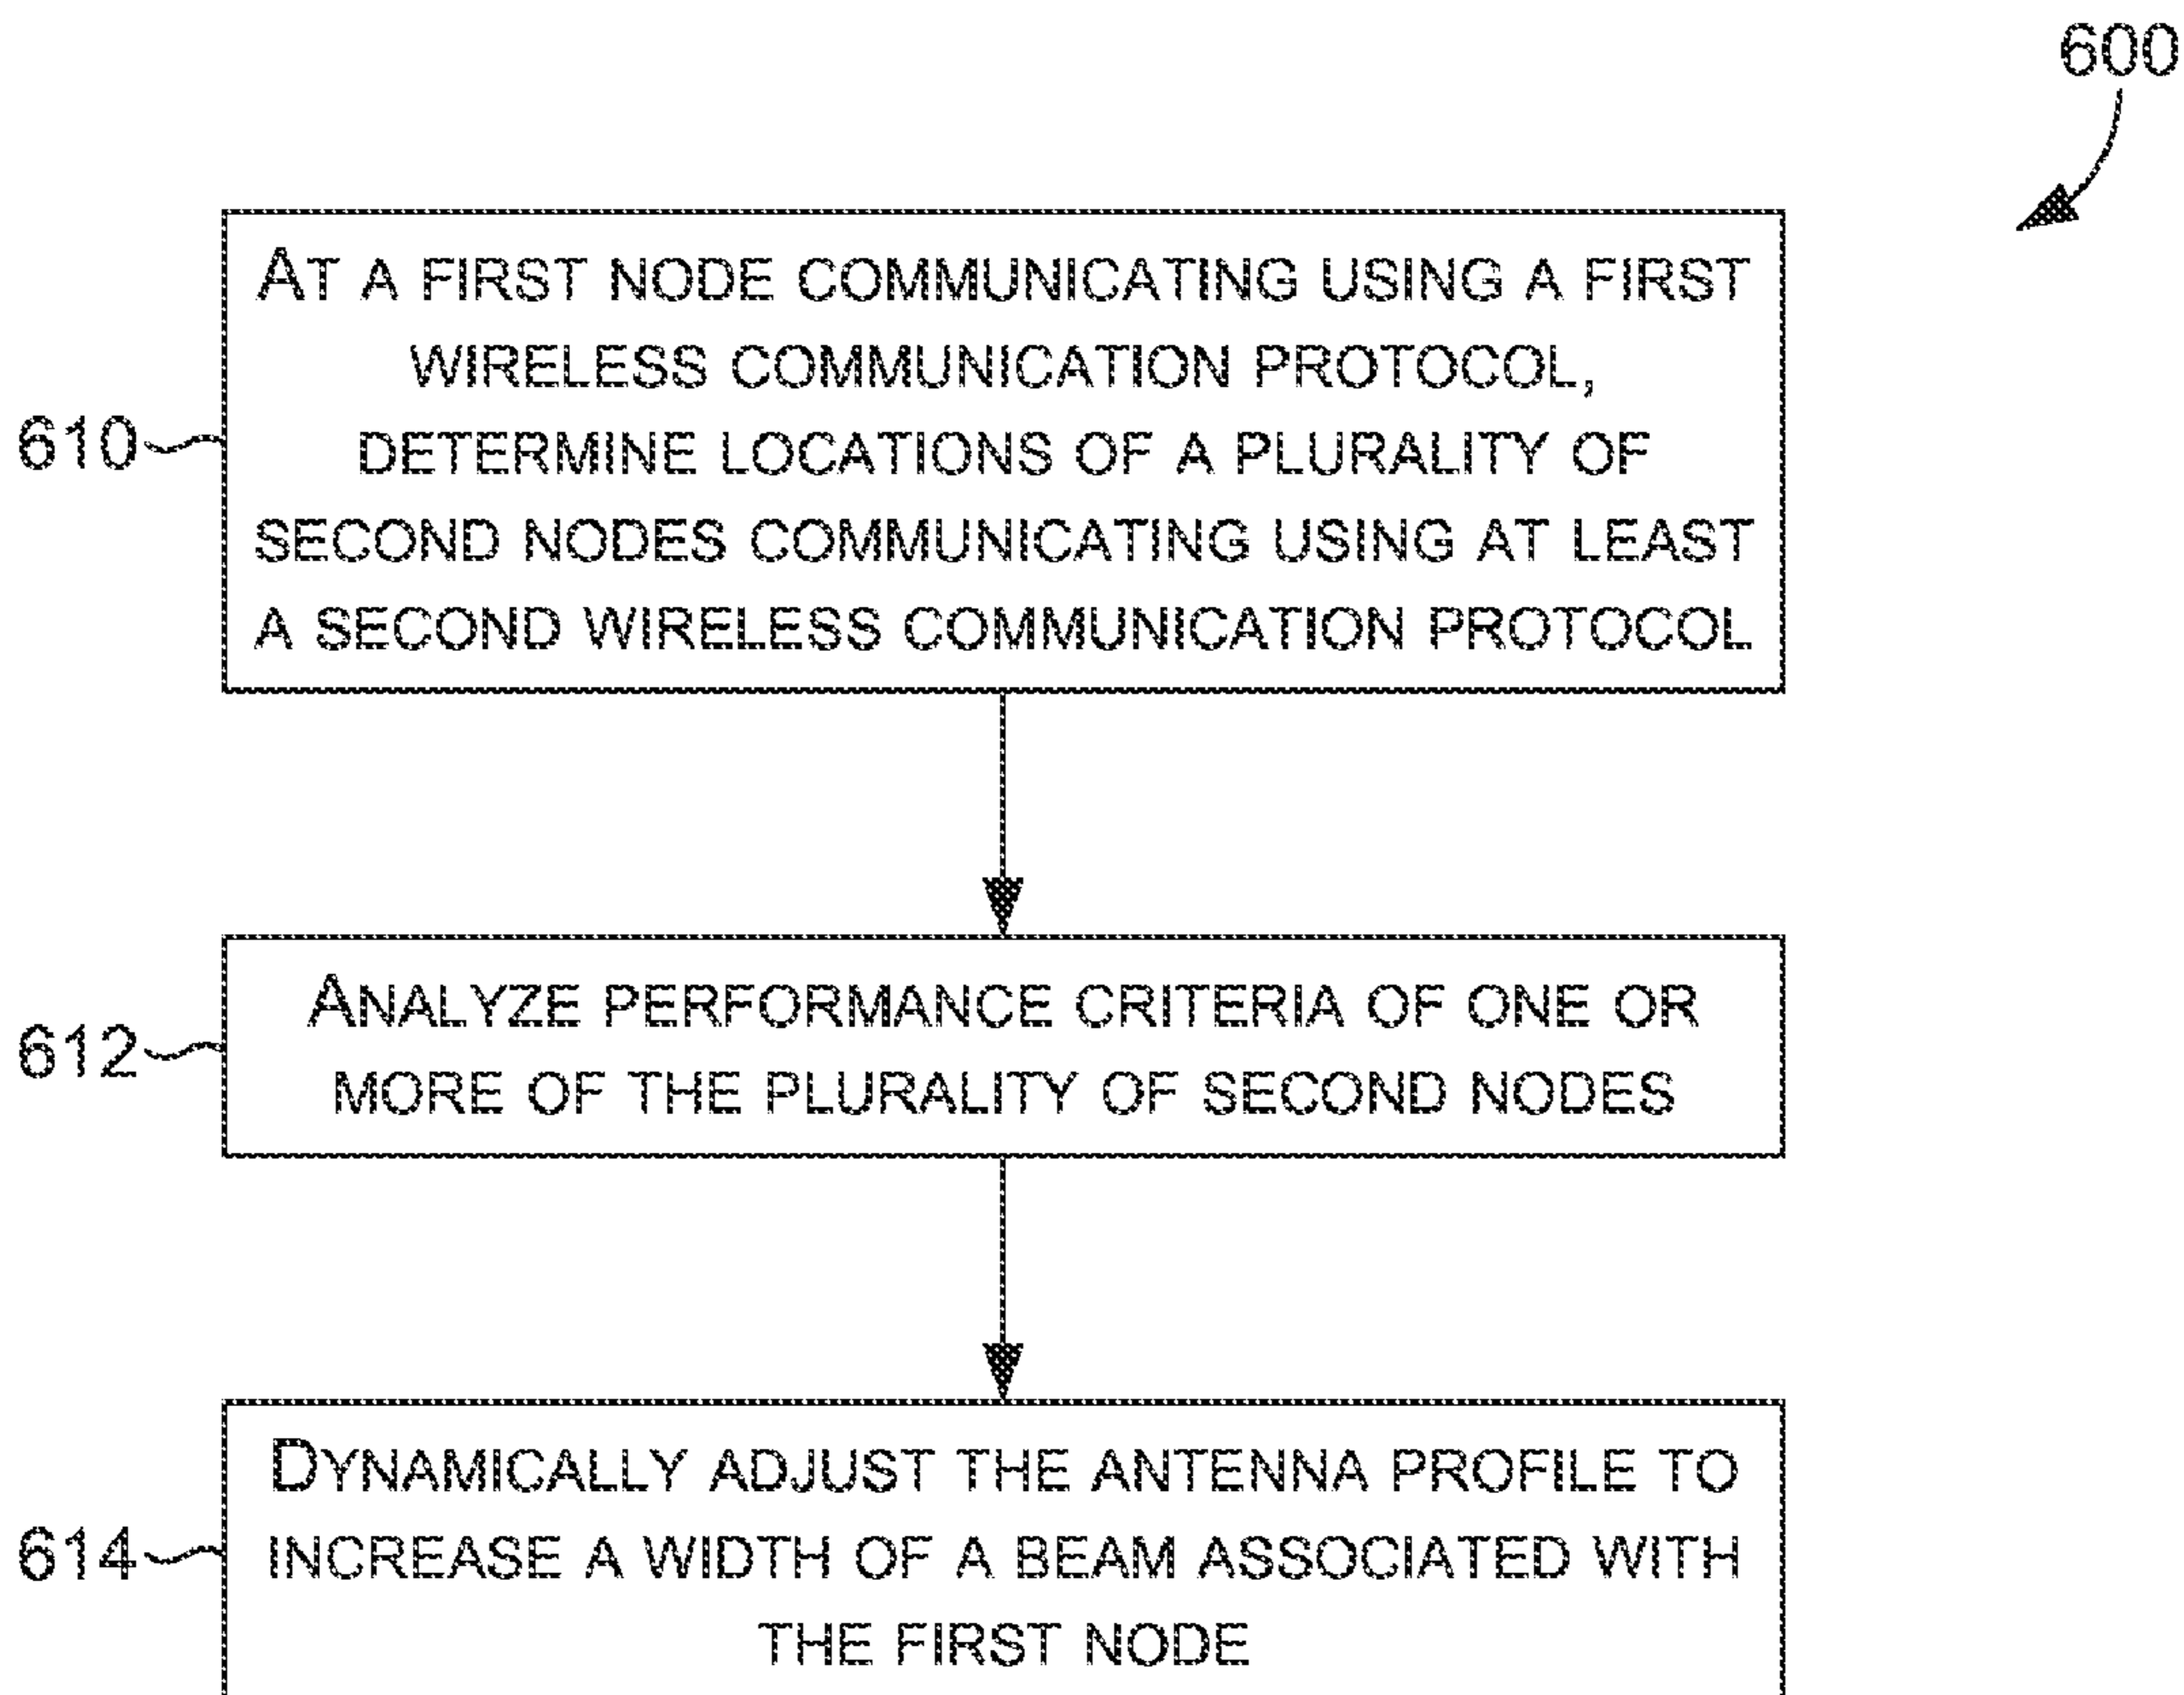 600
610
AT A FIRST NODE COMMUNICATING USING A FIRST
WIRELESS COMMUNICATION PROTOCOL,
DETERMINE LOCATIONS OF A PLURALITY OF
SECOND NODES COMMUNICATING USING AT LEAST
A SECOND WIRELESS COMMUNICATION PROTOCOL
612
ANALYZE PERFORMANCE CRITERIA OF ONE OR
MORE OF THE PLURALITY OF SECOND NODES
614
DYNAMICALLY ADJUST THE ANTENNA PROFILE TO
INCREASE A WIDTH OF A BEAM ASSOCIATED WITH
THE FIRST NODE